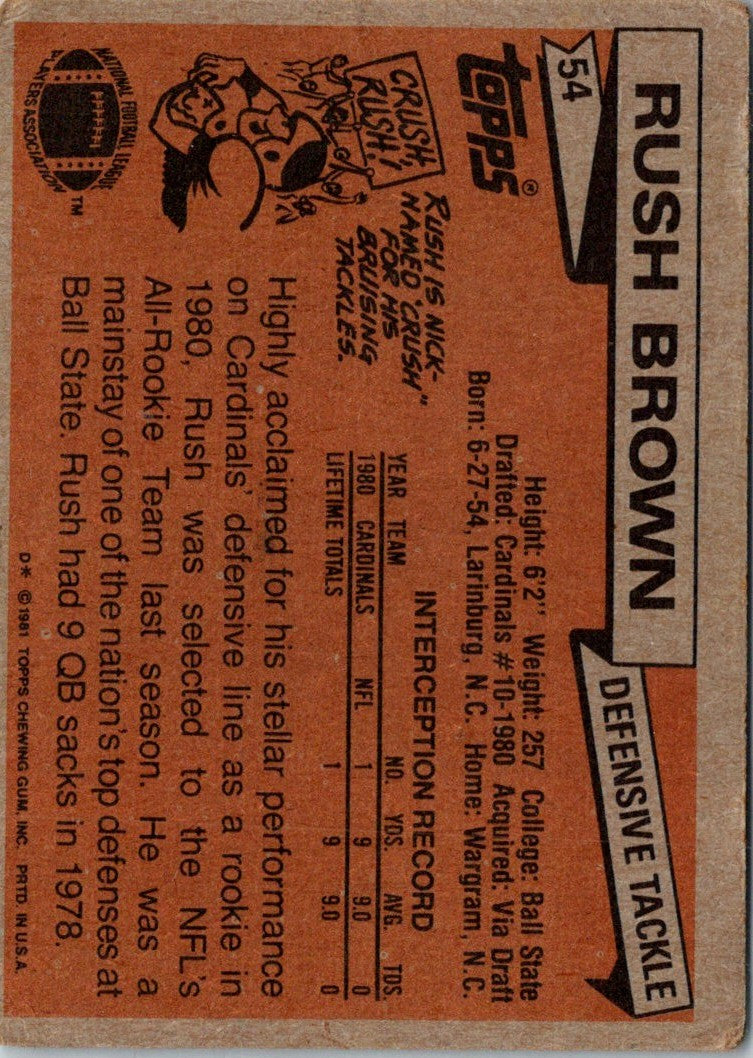 54
RUSH BROWN
DEFENSIVE TACKLE
topps®
Height: 6'2" Weight: 257 College: Ball State
Drafted: Cardinals #10-1980 Acquired: Via Draft
Born: 6-27-54, Larinburg, N.C. Home: Wargram, N.C.
CRUSH,
RUSH!
RUSH IS NICK-
NAMED "CRUSH"
FOR HIS
BRUISING
TACKLES.
INTERCEPTION RECORD
YEAR TEAM NO. YDS. AVG. TDS.
1980 CARDINALS NFL 1 9 9.0 0
LIFETIME TOTALS 1 9 9.0 0
Highly acclaimed for his stellar performance
on Cardinals' defensive line as a rookie in
1980, Rush was selected to the NFL's
All-Rookie Team last season. He was a
mainstay of one of the nation's top defenses at
Ball State. Rush had 9 QB sacks in 1978.
NATIONAL FOOTBALL LEAGUE
PLAYERS ASSOCIATION
TM
D* © 1981 TOPPS CHEWING GUM, INC. PRTD. IN U.S.A.